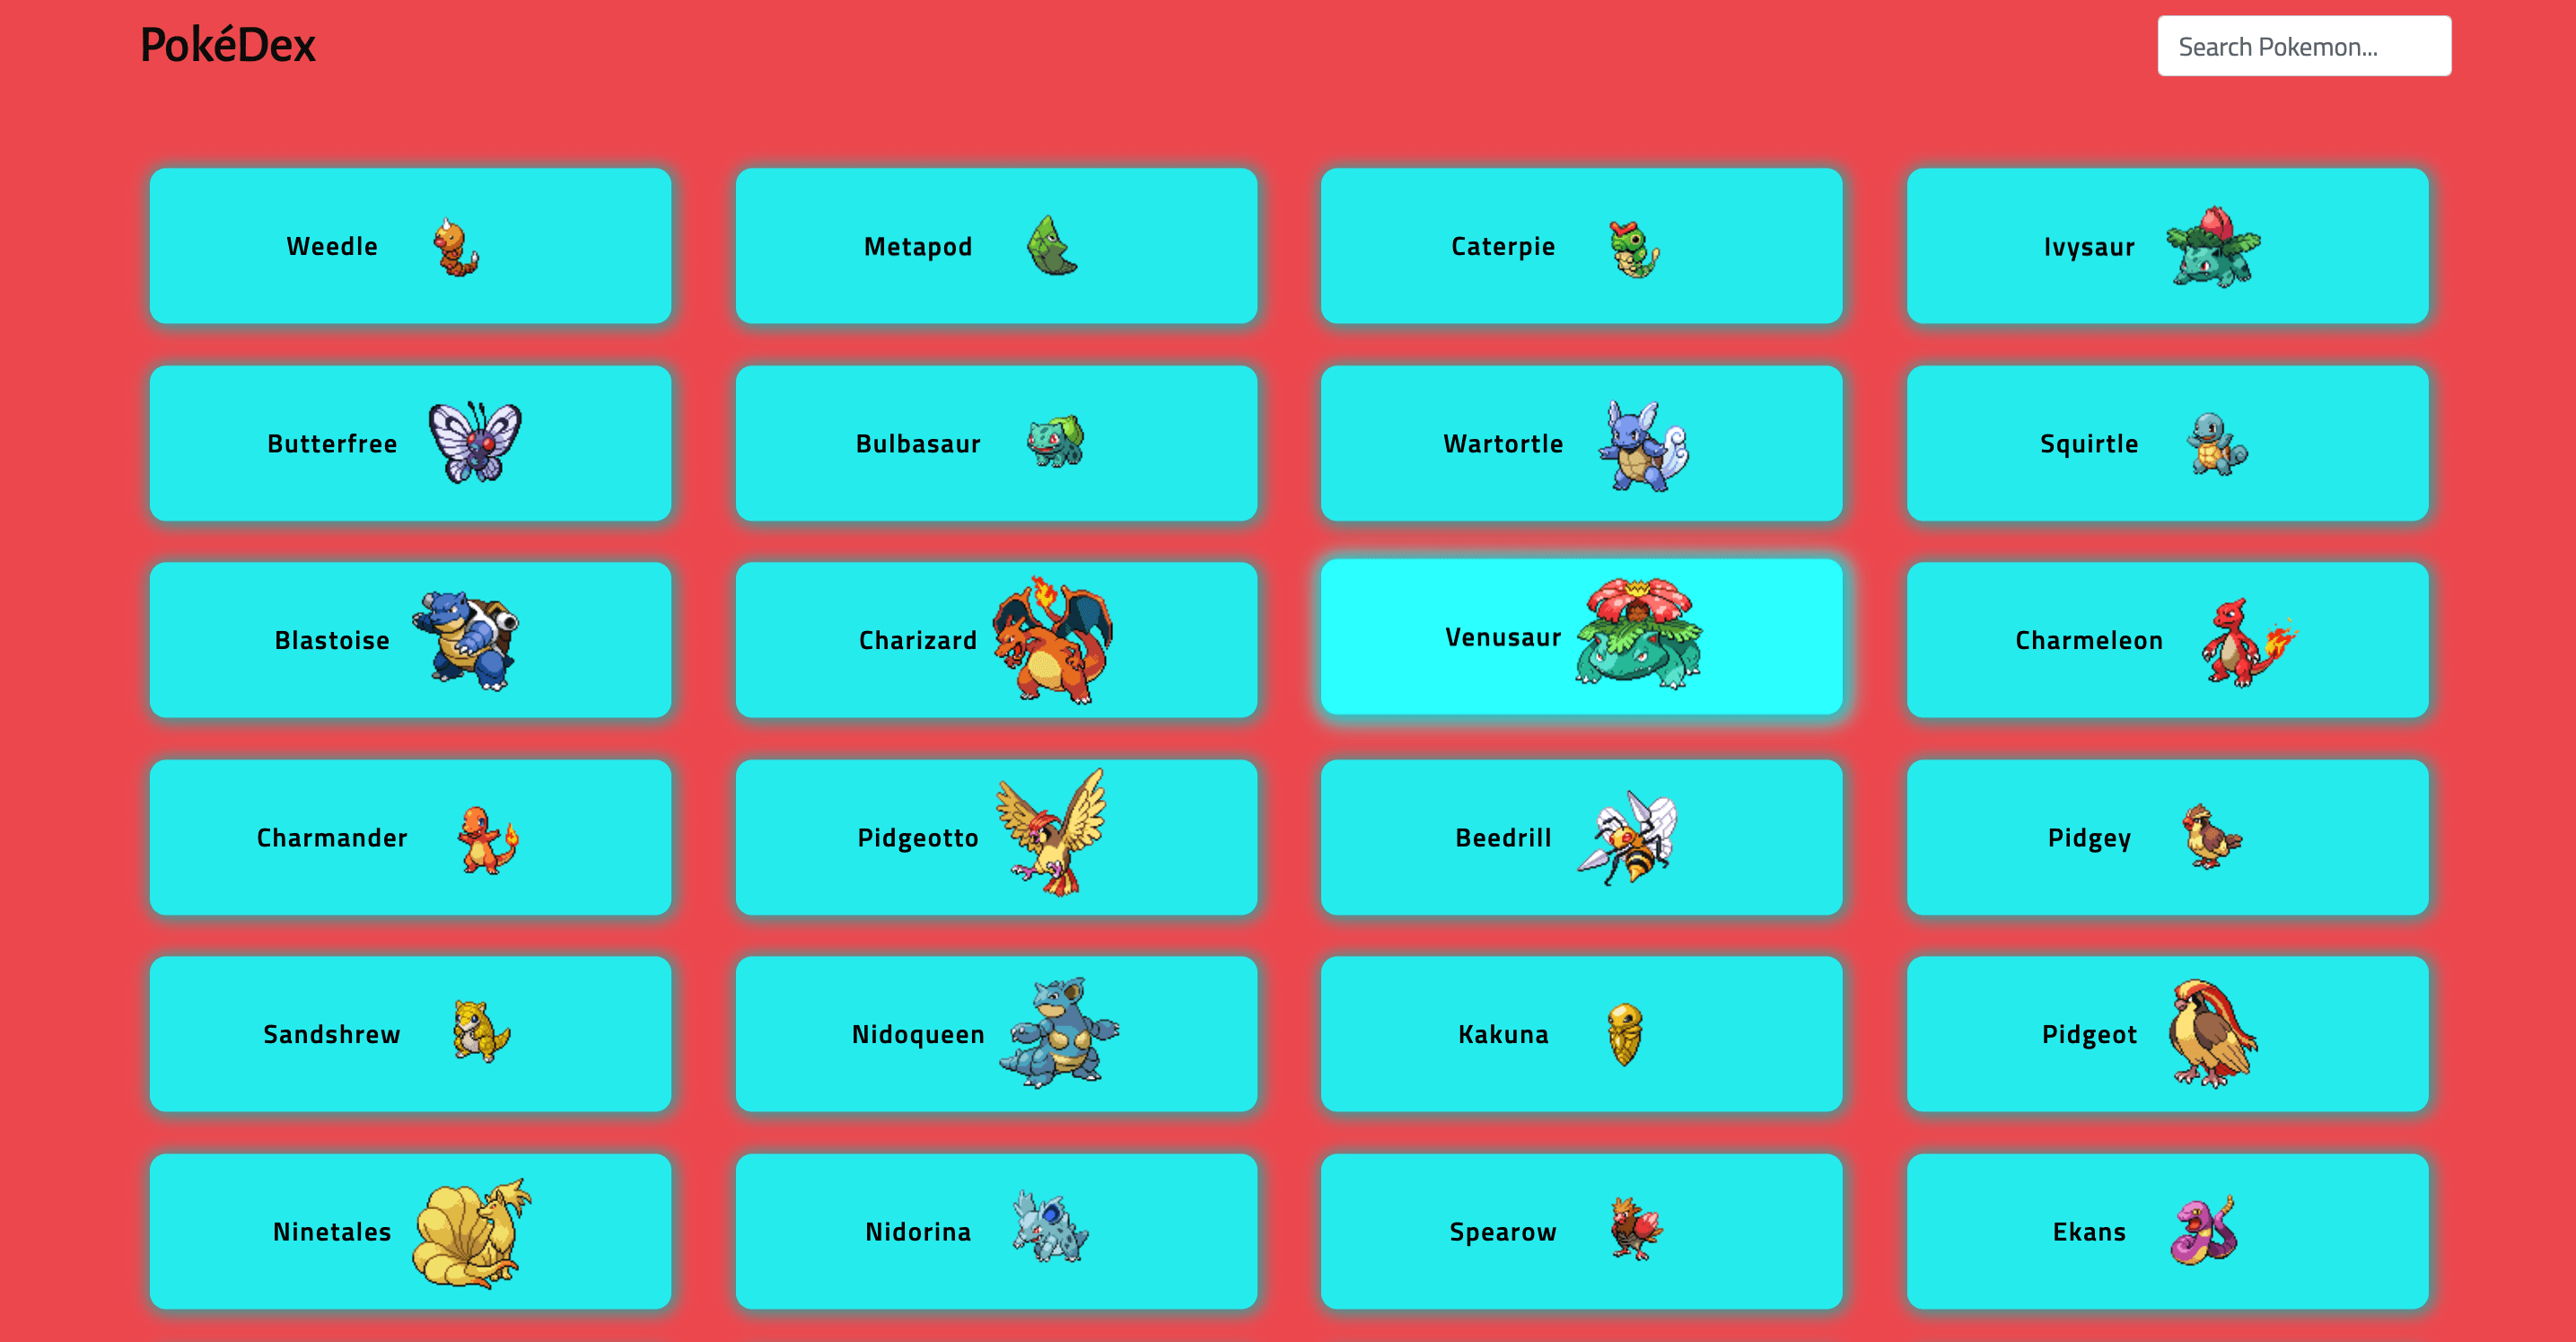 PokéDex
Search Pokemon...
Weedle
Metapod
Caterpie
Ivysaur
Butterfree
Bulbasaur
Wartortle
Squirtle
Blastoise
Charizard
Venusaur
Charmeleon
Charmander
Pidgeotto
Beedrill
Pidgey
Sandshrew
Nidoqueen
Kakuna
Pidgeot
Ninetales
Nidorina
Spearow
Ekans